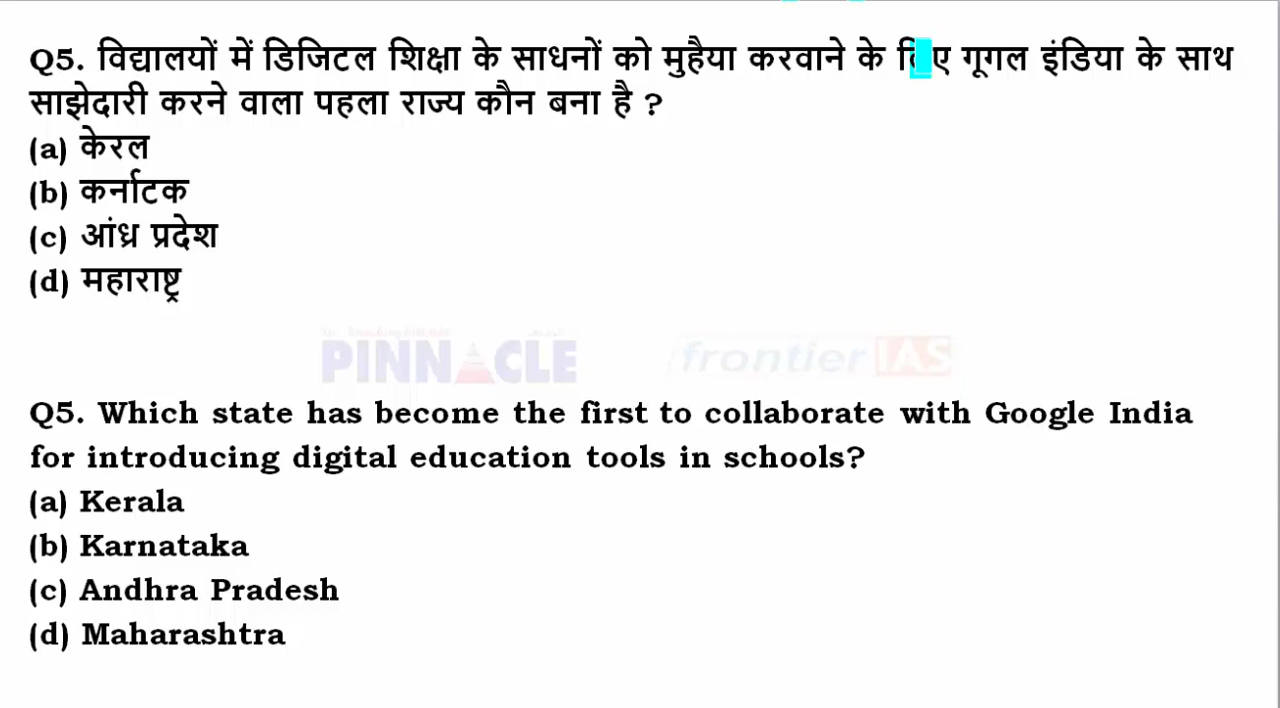 Q5. विद्यालयों में डिजिटल शिक्षा के साधनों को मुहैया करवाने के लिए गूगल इंडिया के साथ
साझेदारी करने वाला पहला राज्य कौन बना है ?
(a) केरल
(b) कर्नाटक
(c) आंध्र प्रदेश
(d) महाराष्ट्र
PINNACLE frontier IAS
Q5. Which state has become the first to collaborate with Google India
for introducing digital education tools in schools?
(a) Kerala
(b) Karnataka
(c) Andhra Pradesh
(d) Maharashtra